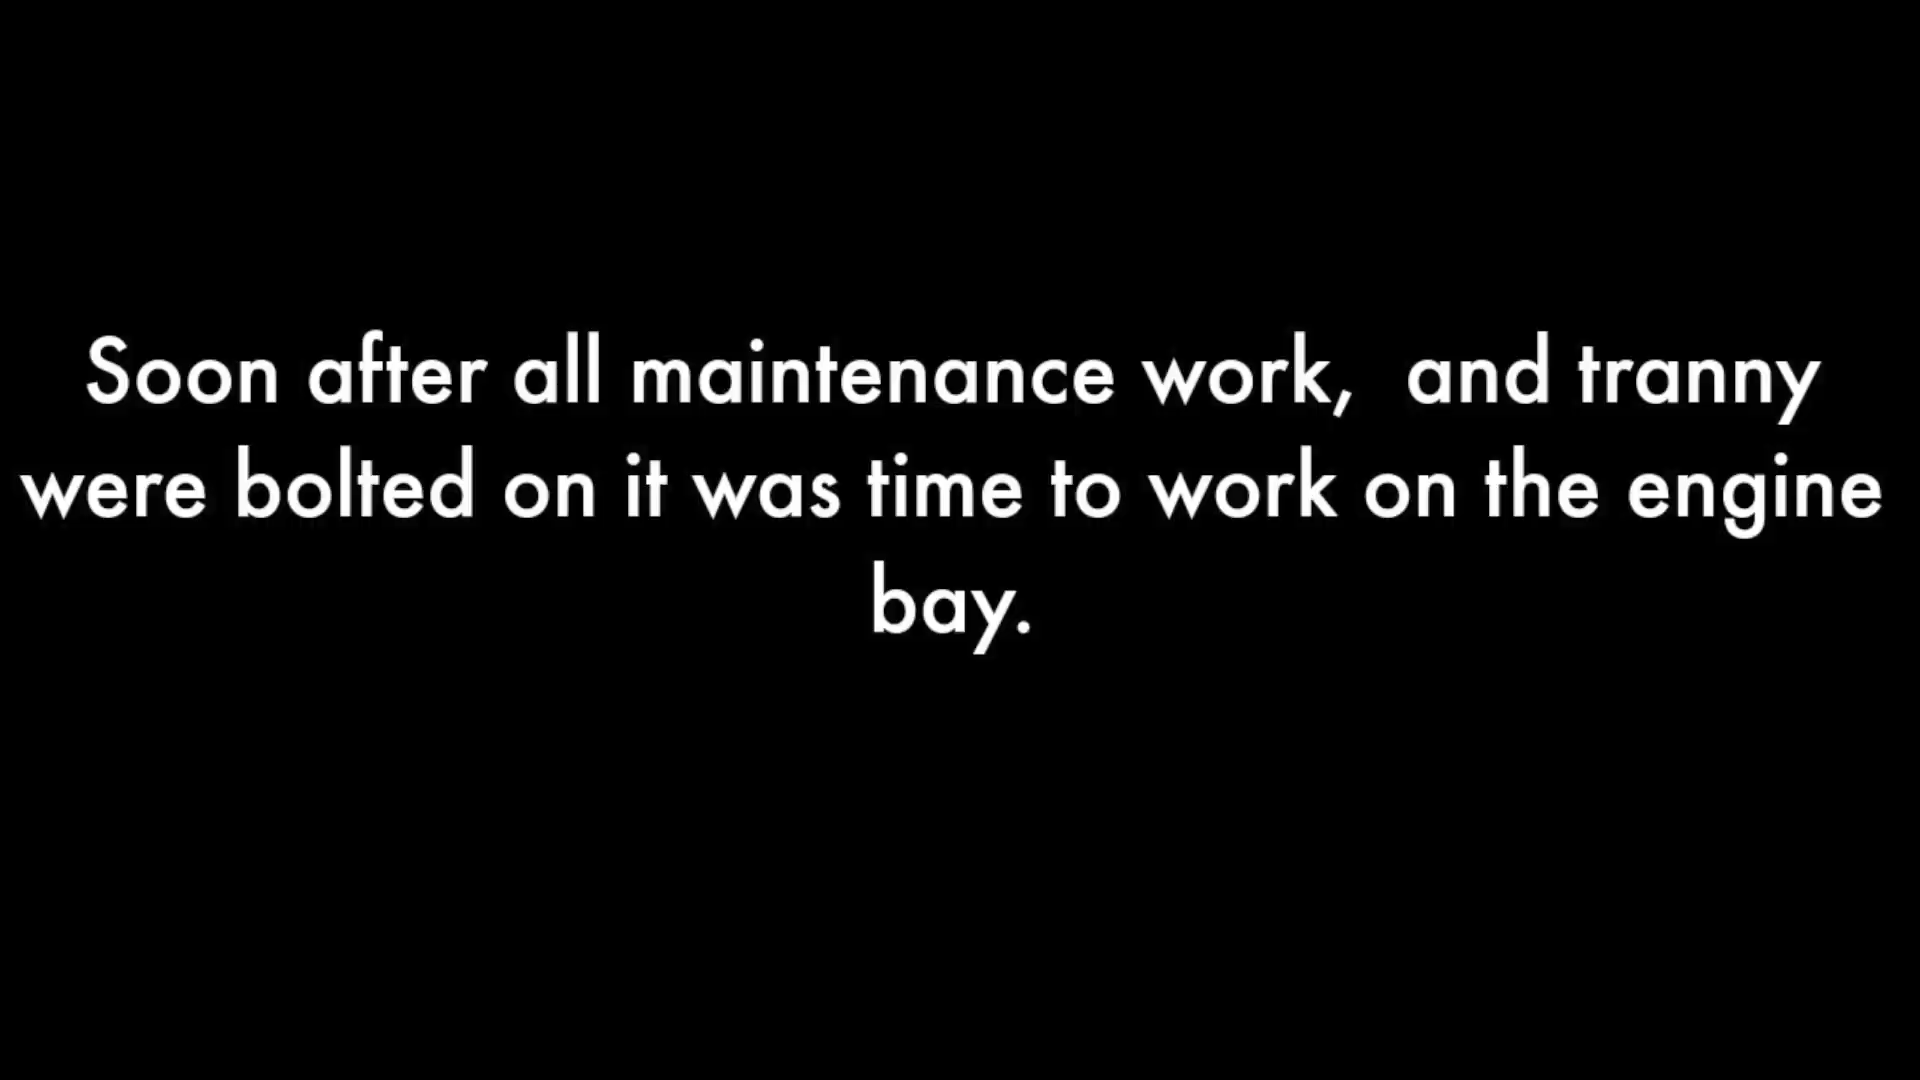 Soon after all maintenance work,  and tranny
were bolted on it was time to work on the engine
bay.